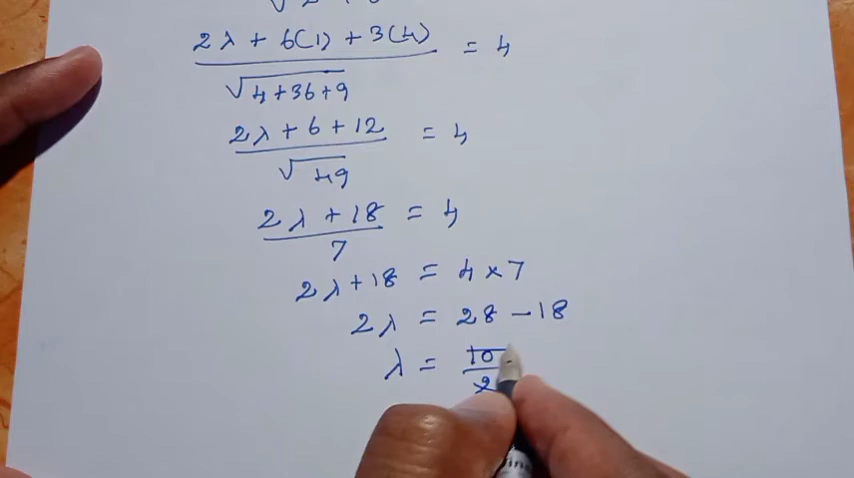 2λ + 6(1) + 3(4) / √4+36+9 = 4
2λ + 6 + 12 / √49 = 4
2λ + 18 / 7 = 4
2λ+18 = 4 × 7
2λ = 28 - 18
λ = 10 / 2